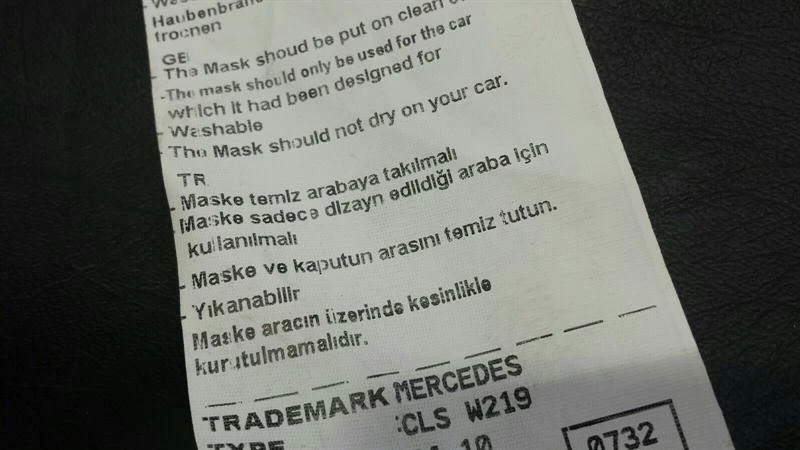 Haubenbran
trocnen
GE
- The Mask shoud be put on clean
-The mask should only be used for the car
which it had been designed for
- Washable
- The Mask should not dry on your car.
TR
- Maske temiz arabaya takılmalı
-Maske sadece dizayn edildiği araba için
kullanılmalı
- Maske ve kaputun arasını temiz tutun.
- Yıkanabilir
Maske aracın üzerinde kesinlikle
kurutulmamalıdır.
TRADEMARK MERCEDES
TYPE :CLS W219
10
0732